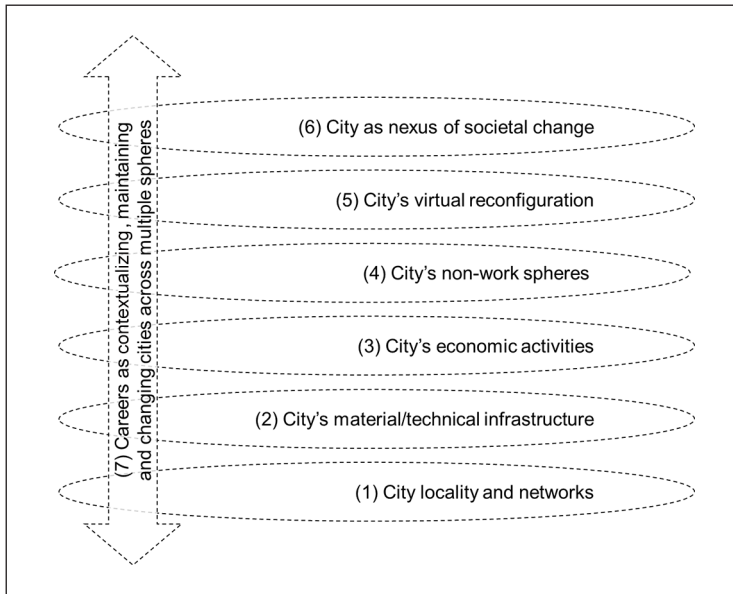 (6) City as nexus of societal change
(5) City’s virtual reconfiguration
(4) City’s non-work spheres
(3) City’s economic activities
(2) City’s material/technical infrastructure
(1) City locality and networks
(7) Careers as contextualizing, maintaining
and changing cities across multiple spheres